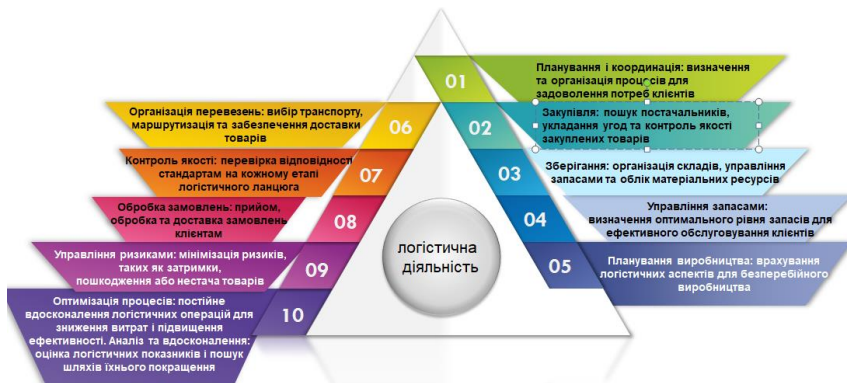 01
Планування і координація: визначення
та організація процесів для
задоволення потреб клієнтів
02
Закупівля: пошук постачальників,
укладання угод та контроль якості
закуплених товарів
03
Зберігання: організація складів, управління
запасами та облік матеріальних ресурсів
04
Управління запасами:
визначення оптимального рівня запасів для
ефективного обслуговування клієнтів
05
Планування виробництва: врахування
логістичних аспектів для безперебійного
виробництва
Організація перевезень: вибір транспорту,
маршрутизація та забезпечення доставки
товарів
06
Контроль якості: перевірка відповідності
стандартам на кожному етапі
логістичного ланцюга
07
Обробка замовлень: прийом,
обробка та доставка замовлень
клієнтам
08
Управління ризиками: мінімізація ризиків,
таких як затримки,
пошкодження або нестача товарів
09
Оптимізація процесів: постійне
вдосконалення логістичних операцій для
зниження витрат і підвищення
ефективності. Аналіз та вдосконалення:
оцінка логістичних показників і пошук
шляхів їхнього покращення
10
логістична
діяльність